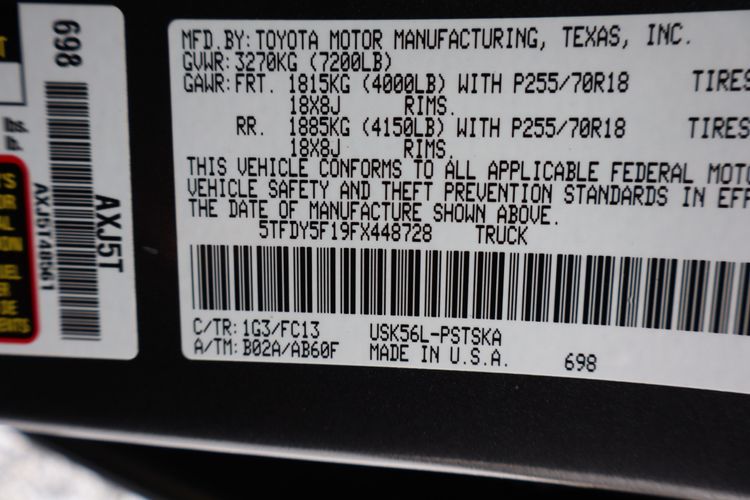 MFD. BY: TOYOTA MOTOR MANUFACTURING, TEXAS, INC.
GVWR: 3270KG (7200LB)
GAWR: FRT. 1815KG (4000LB) WITH P255/70R18 TIRES
18X8J RIMS.
RR. 1885KG (4150LB) WITH P255/70R18 TIRES
18X8J RIMS.
THIS VEHICLE CONFORMS TO ALL APPLICABLE FEDERAL MOTO
VEHICLE SAFETY AND THEFT PREVENTION STANDARDS IN EFF
THE DATE OF MANUFACTURE SHOWN ABOVE.
5TFDY5F19FX448728 TRUCK
C/TR: 1G3/FC13 USK56L-PSTSKA
A/TM: B02A/AB60F MADE IN U.S.A. 698
698
AXJ5T
AXJ5T48561
lbs.
lb.